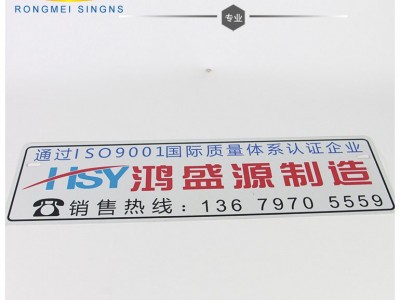 RONGMEI SINGNS
专业
通过ISO9001国际质量体系认证企业
HSY鸿盛源制造
销售热线：136 7970 5559